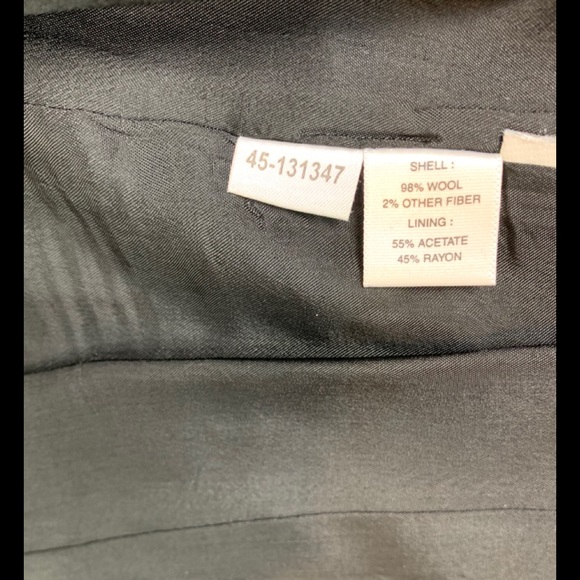 45-131347
SHELL :
98% WOOL
2% OTHER FIBER
LINING :
55% ACETATE
45% RAYON